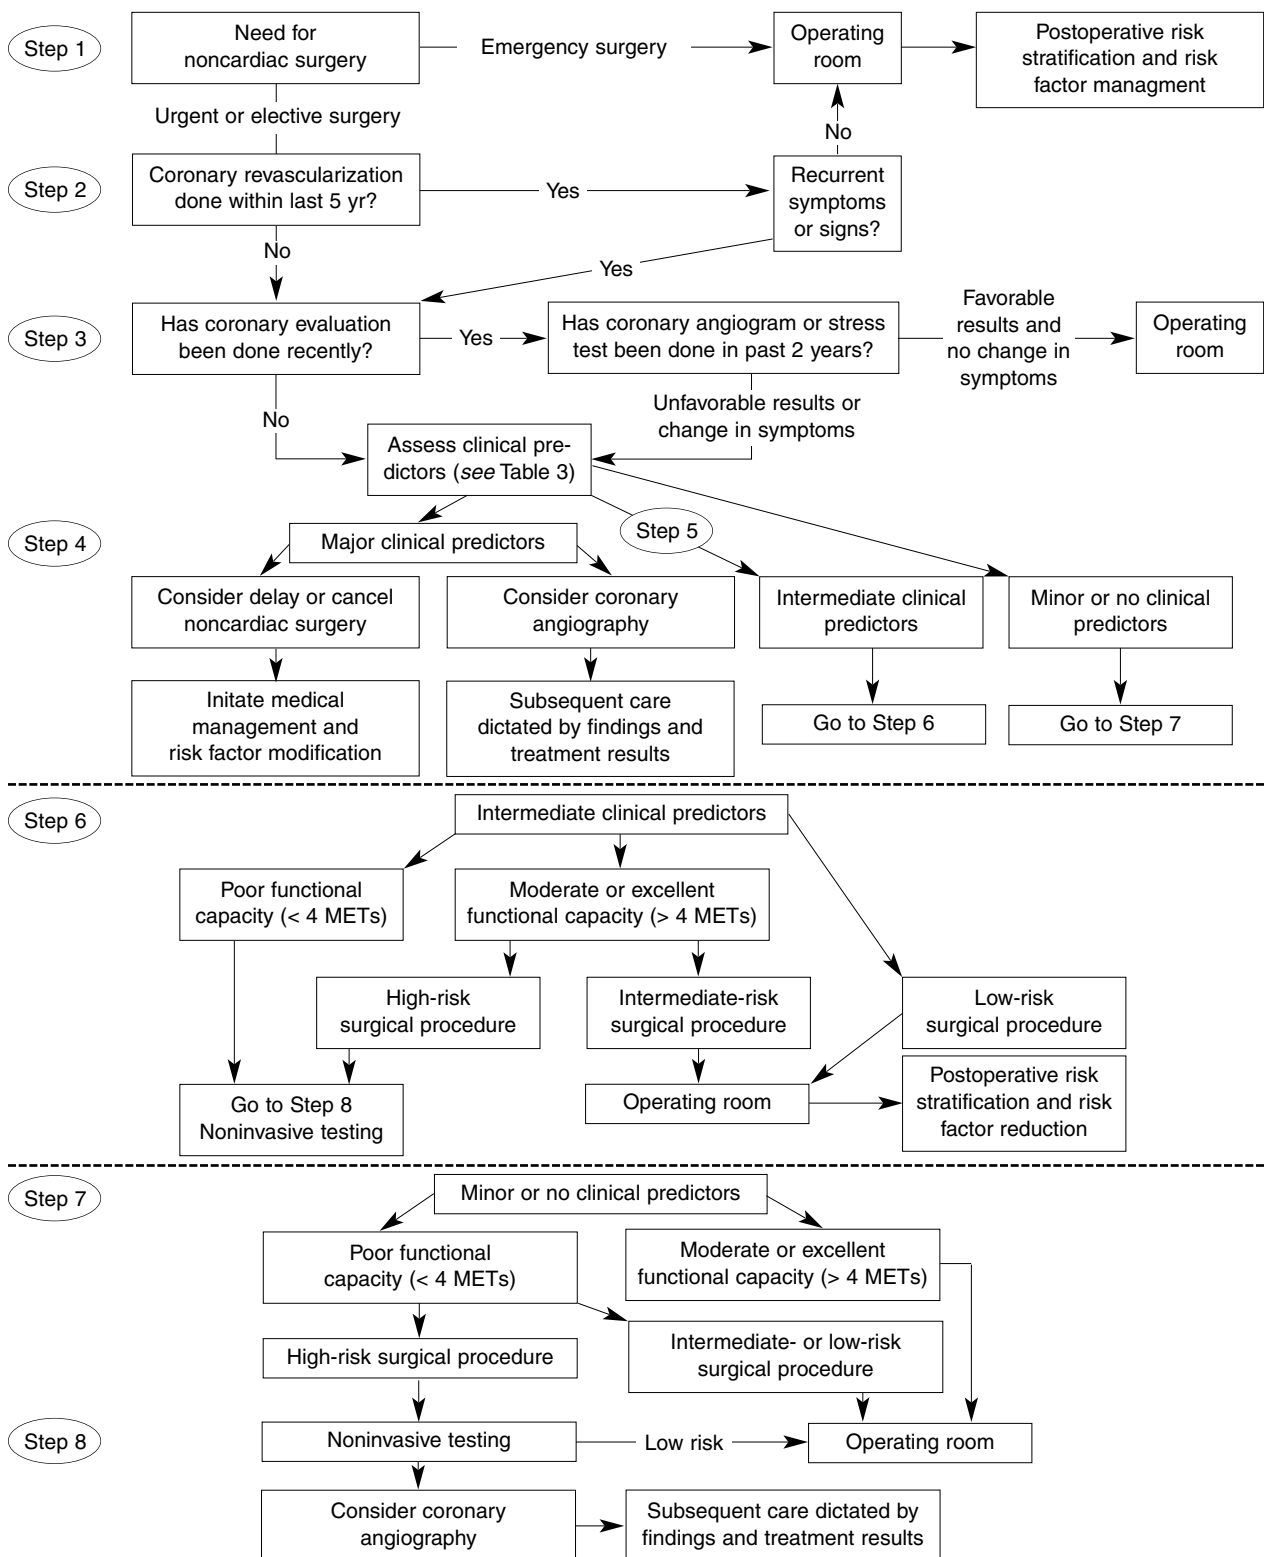 Step 1
Need for
noncardiac surgery
Emergency surgery
Operating
room
Postoperative risk
stratification and risk
factor managment
Urgent or elective surgery
No
Step 2
Coronary revascularization
done within last 5 yr?
Yes
Recurrent
symptoms
or signs?
No
Yes
Step 3
Has coronary evaluation
been done recently?
Yes
Has coronary angiogram or stress
test been done in past 2 years?
Favorable
results and
no change in
symptoms
Operating
room
No
Unfavorable results or
change in symptoms
Assess clinical pre-
dictors (see Table 3)
Step 4
Major clinical predictors
Step 5
Consider delay or cancel
noncardiac surgery
Consider coronary
angiography
Intermediate clinical
predictors
Minor or no clinical
predictors
Initate medical
management and
risk factor modification
Subsequent care
dictated by findings and
treatment results
Go to Step 6
Go to Step 7
Step 6
Intermediate clinical predictors
Poor functional
capacity (< 4 METs)
Moderate or excellent
functional capacity (> 4 METs)
High-risk
surgical procedure
Intermediate-risk
surgical procedure
Low-risk
surgical procedure
Go to Step 8
Noninvasive testing
Operating room
Postoperative risk
stratification and risk
factor reduction
Step 7
Minor or no clinical predictors
Poor functional
capacity (< 4 METs)
Moderate or excellent
functional capacity (> 4 METs)
High-risk surgical procedure
Intermediate- or low-risk
surgical procedure
Step 8
Noninvasive testing
Low risk
Operating room
Consider coronary
angiography
Subsequent care dictated by
findings and treatment results